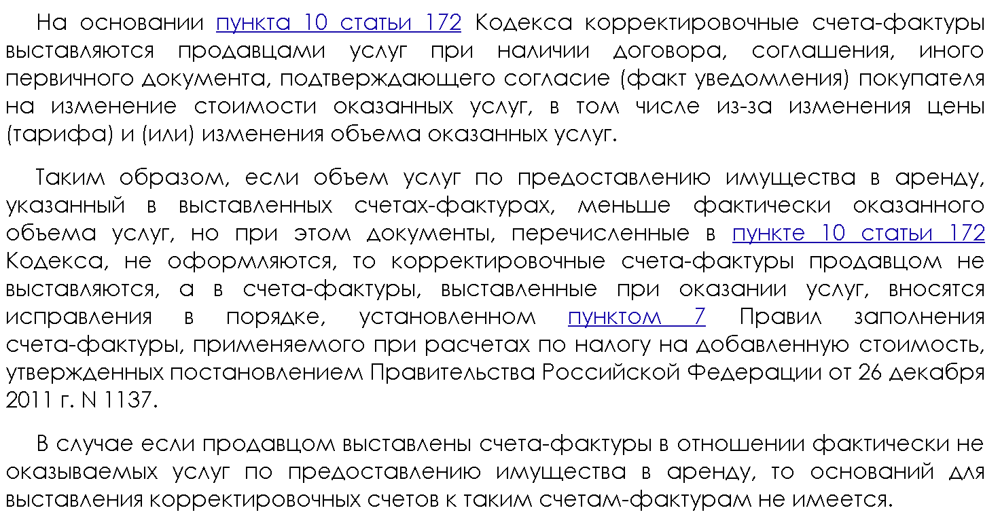 На основании пункта 10 статьи 172 Кодекса корректировочные счета-фактуры
выставляются продавцами услуг при наличии договора, соглашения, иного
первичного документа, подтверждающего согласие (факт уведомления) покупателя
на изменение стоимости оказанных услуг, в том числе из-за изменения цены
(тарифа) и (или) изменения объема оказанных услуг.
Таким образом, если объем услуг по предоставлению имущества в аренду,
указанный в выставленных счетах-фактурах, меньше фактически оказанного
объема услуг, но при этом документы, перечисленные в пункте 10 статьи 172
Кодекса, не оформляются, то корректировочные счета-фактуры продавцом не
выставляются, а в счета-фактуры, выставленные при оказании услуг, вносятся
исправления в порядке, установленном пунктом 7 Правил заполнения
счета-фактуры, применяемого при расчетах по налогу на добавленную стоимость,
утвержденных постановлением Правительства Российской Федерации от 26 декабря
2011 г. N 1137.
В случае если продавцом выставлены счета-фактуры в отношении фактически не
оказываемых услуг по предоставлению имущества в аренду, то оснований для
выставления корректировочных счетов к таким счетам-фактурам не имеется.